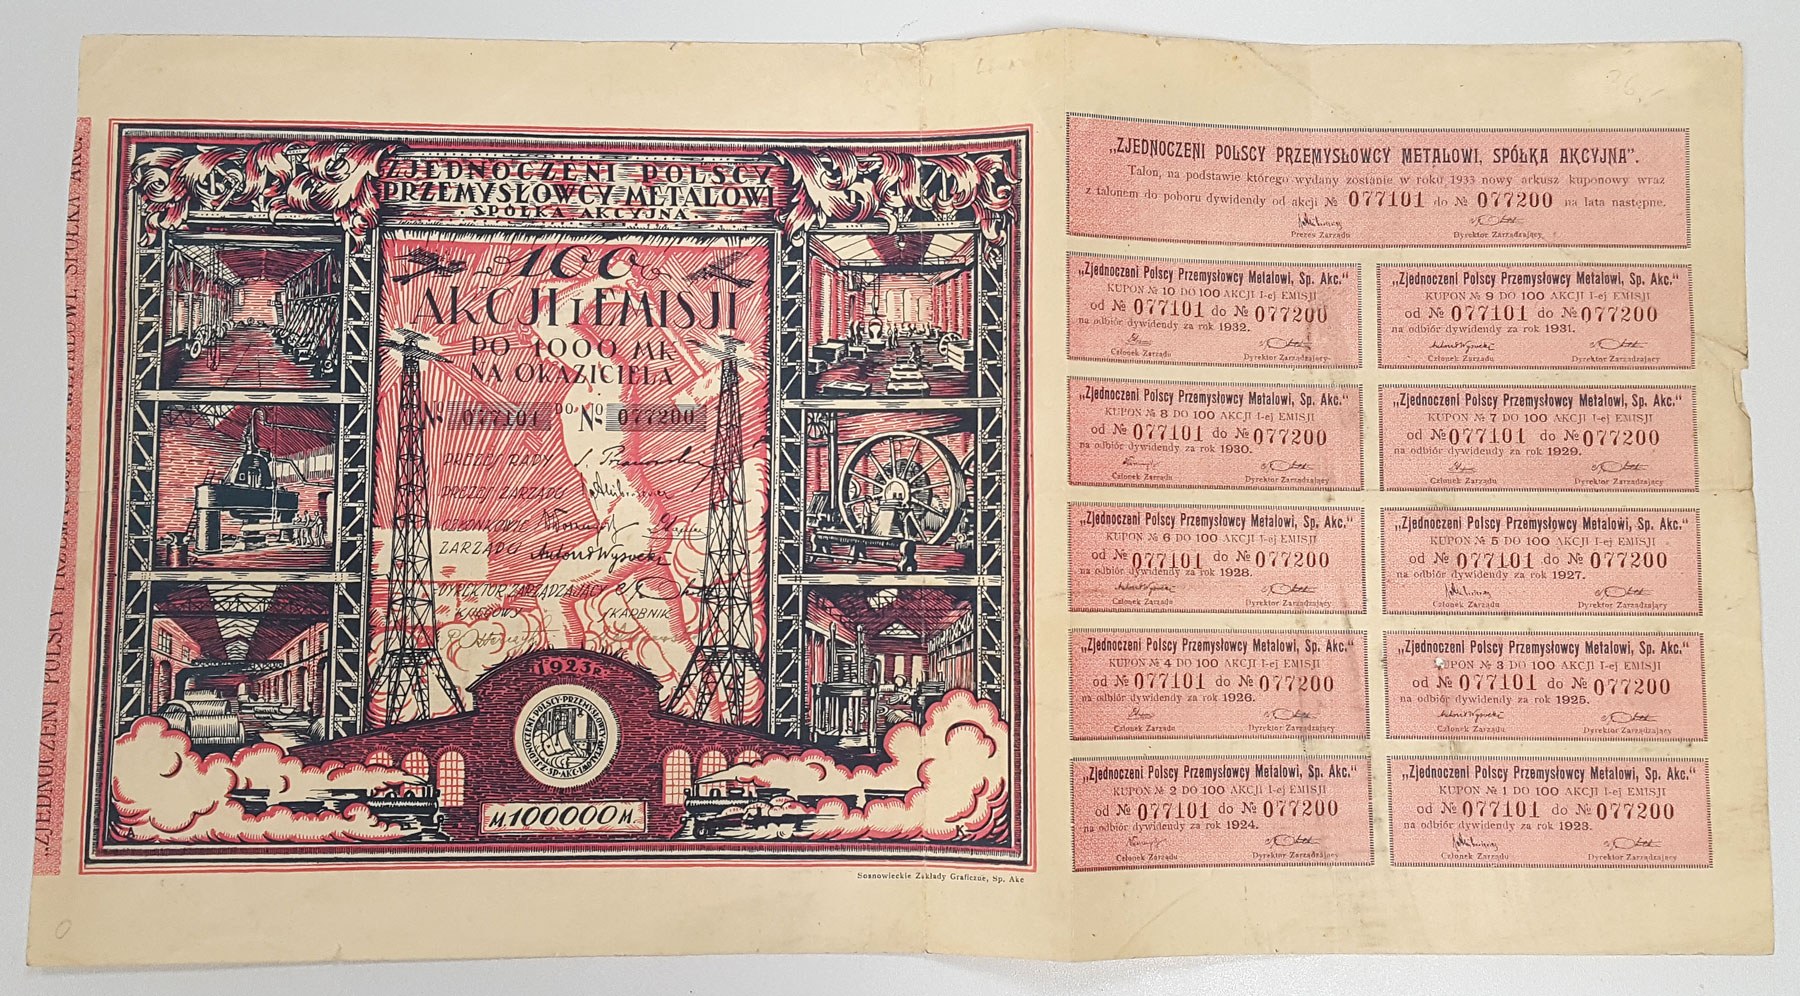 „ZJEDNOCZENI POLSCY PRZEMYSŁOWCY METALOWI, SPÓŁKA AKC.
ZJEDNOCZENI POLSCY
PRZEMYSŁOWCY METALOWI
SPÓŁKA AKCYJNA
100
AKCJI I EMISJI
PO 1000 MK
NA OKAZICIELA
No 077101 DO No 077200
PREZES RADY
PREZES ZARZĄDU
CZŁONKOWIE
ZARZĄDU Antoni Wysocki
DYREKTOR ZARZĄDZAJĄCY
KSIĘGOWY SKARBNIK
1923 R.
ZJEDNOCZENI POLSCY PRZEMYSŁOWCY METALOWI SP. AKC.
M. 100000 M.
A K
Sosnowieckie Zakłady Graficzne, Sp. Akc
„ZJEDNOCZENI POLSCY PRZEMYSŁOWCY METALOWI, SPÓŁKA AKCYJNA”.
Talon, na podstawie którego wydany zostanie w roku 1933 nowy arkusz kuponowy wraz
z talonem do poboru dywidendy od akcji № 077101 do № 077200 na lata następne.
Prezes Zarządu Dyrektor Zarządzający
„Zjednoczeni Polscy Przemysłowcy Metalowi, Sp. Akc.“
KUPON № 10 DO 100 AKCJI I-ej EMISJI
od № 077101 do № 077200
na odbiór dywidendy za rok 1932.
Członek Zarządu Dyrektor Zarządzający
„Zjednoczeni Polscy Przemysłowcy Metalowi, Sp. Akc.“
KUPON № 9 DO 100 AKCJI I-ej EMISJI
od № 077101 do № 077200
na odbiór dywidendy za rok 1931.
Antoni Wysocki
Członek Zarządu Dyrektor Zarządzający
„Zjednoczeni Polscy Przemysłowcy Metalowi, Sp. Akc.“
KUPON № 8 DO 100 AKCJI I-ej EMISJI
od № 077101 do № 077200
na odbiór dywidendy za rok 1930.
Członek Zarządu Dyrektor Zarządzający
„Zjednoczeni Polscy Przemysłowcy Metalowi, Sp. Akc.“
KUPON № 7 DO 100 AKCJI I-ej EMISJI
od № 077101 do № 077200
na odbiór dywidendy za rok 1929.
Członek Zarządu Dyrektor Zarządzający
„Zjednoczeni Polscy Przemysłowcy Metalowi, Sp. Akc.“
KUPON № 6 DO 100 AKCJI I-ej EMISJI
od № 077101 do № 077200
na odbiór dywidendy za rok 1928.
Antoni Wysocki
Członek Zarządu Dyrektor Zarządzający
„Zjednoczeni Polscy Przemysłowcy Metalowi, Sp. Akc.“
KUPON № 5 DO 100 AKCJI I-ej EMISJI
od № 077101 do № 077200
na odbiór dywidendy za rok 1927.
Członek Zarządu Dyrektor Zarządzający
„Zjednoczeni Polscy Przemysłowcy Metalowi, Sp. Akc.“
KUPON № 4 DO 100 AKCJI I-ej EMISJI
od № 077101 do № 077200
na odbiór dywidendy za rok 1926.
Członek Zarządu Dyrektor Zarządzający
„Zjednoczeni Polscy Przemysłowcy Metalowi, Sp. Akc.“
KUPON № 3 DO 100 AKCJI I-ej EMISJI
od № 077101 do № 077200
na odbiór dywidendy za rok 1925.
Antoni Wysocki
Członek Zarządu Dyrektor Zarządzający
„Zjednoczeni Polscy Przemysłowcy Metalowi, Sp. Akc.“
KUPON № 2 DO 100 AKCJI I-ej EMISJI
od № 077101 do № 077200
na odbiór dywidendy za rok 1924.
Członek Zarządu Dyrektor Zarządzający
„Zjednoczeni Polscy Przemysłowcy Metalowi, Sp. Akc.“
KUPON № 1 DO 100 AKCJI I-ej EMISJI
od № 077101 do № 077200
na odbiór dywidendy za rok 1923.
Członek Zarządu Dyrektor Zarządzający